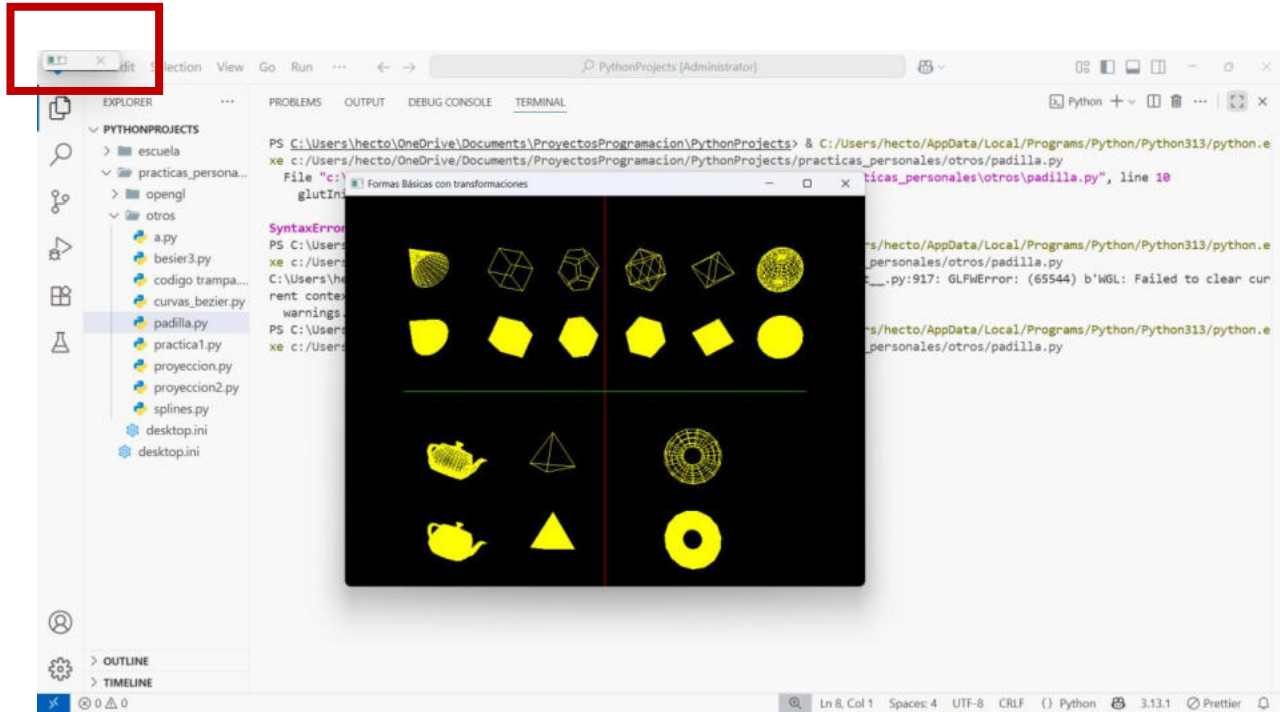 dit Selection View Go Run ··· PythonProjects [Administrator]
EXPLORER ···
PROBLEMS OUTPUT DEBUG CONSOLE TERMINAL
Python
PYTHONPROJECTS
escuela
practicas_persona...
opengl
otros
a.py
besier3.py
codigo trampa....
curvas_bezier.py
padilla.py
practica1.py
proyeccion.py
proyeccion2.py
splines.py
desktop.ini
desktop.ini
OUTLINE
TIMELINE
PS C:\Users\hecto\OneDrive\Documents\ProyectosProgramacion\PythonProjects> & C:/Users/hecto/AppData/Local/Programs/Python/Python313/python.e
xe c:/Users/hecto/OneDrive/Documents/ProyectosProgramacion/PythonProjects/practicas_personales/otros/padilla.py
File "c:\ ticas_personales\otros\padilla.py", line 10
glutIni
SyntaxError
PS C:\Users rs/hecto/AppData/Local/Programs/Python/Python313/python.e
xe c:/Users _personales/otros/padilla.py
C:\Users\he __.py:917: GLFWError: (65544) b'WGL: Failed to clear cur
rent contex
warnings.
PS C:\Users rs/hecto/AppData/Local/Programs/Python/Python313/python.e
xe c:/Users _personales/otros/padilla.py
Formas Básicas con transformaciones
0 0 Ln 8, Col 1 Spaces: 4 UTF-8 CRLF {} Python 3.13.1 Prettier